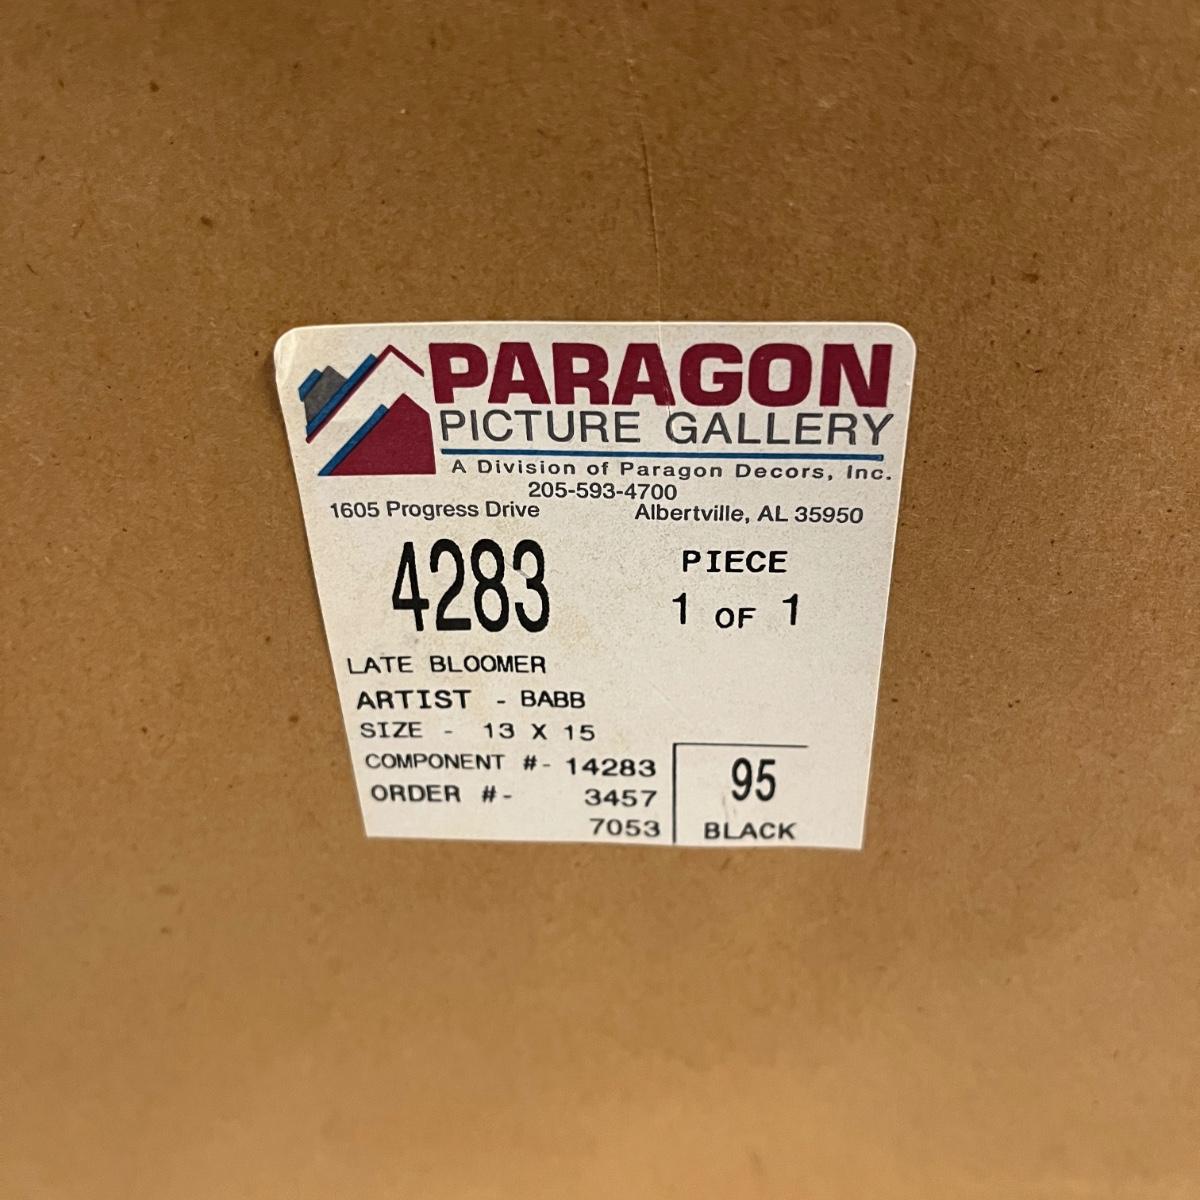 PARAGON
PICTURE GALLERY
A Division of Paragon Decors, Inc.
205-593-4700
1605 Progress Drive Albertville, AL 35950
4283 PIECE
1 OF 1
LATE BLOOMER
ARTIST - BABB
SIZE - 13 X 15
COMPONENT #- 14283
ORDER #- 3457
7053
95
BLACK